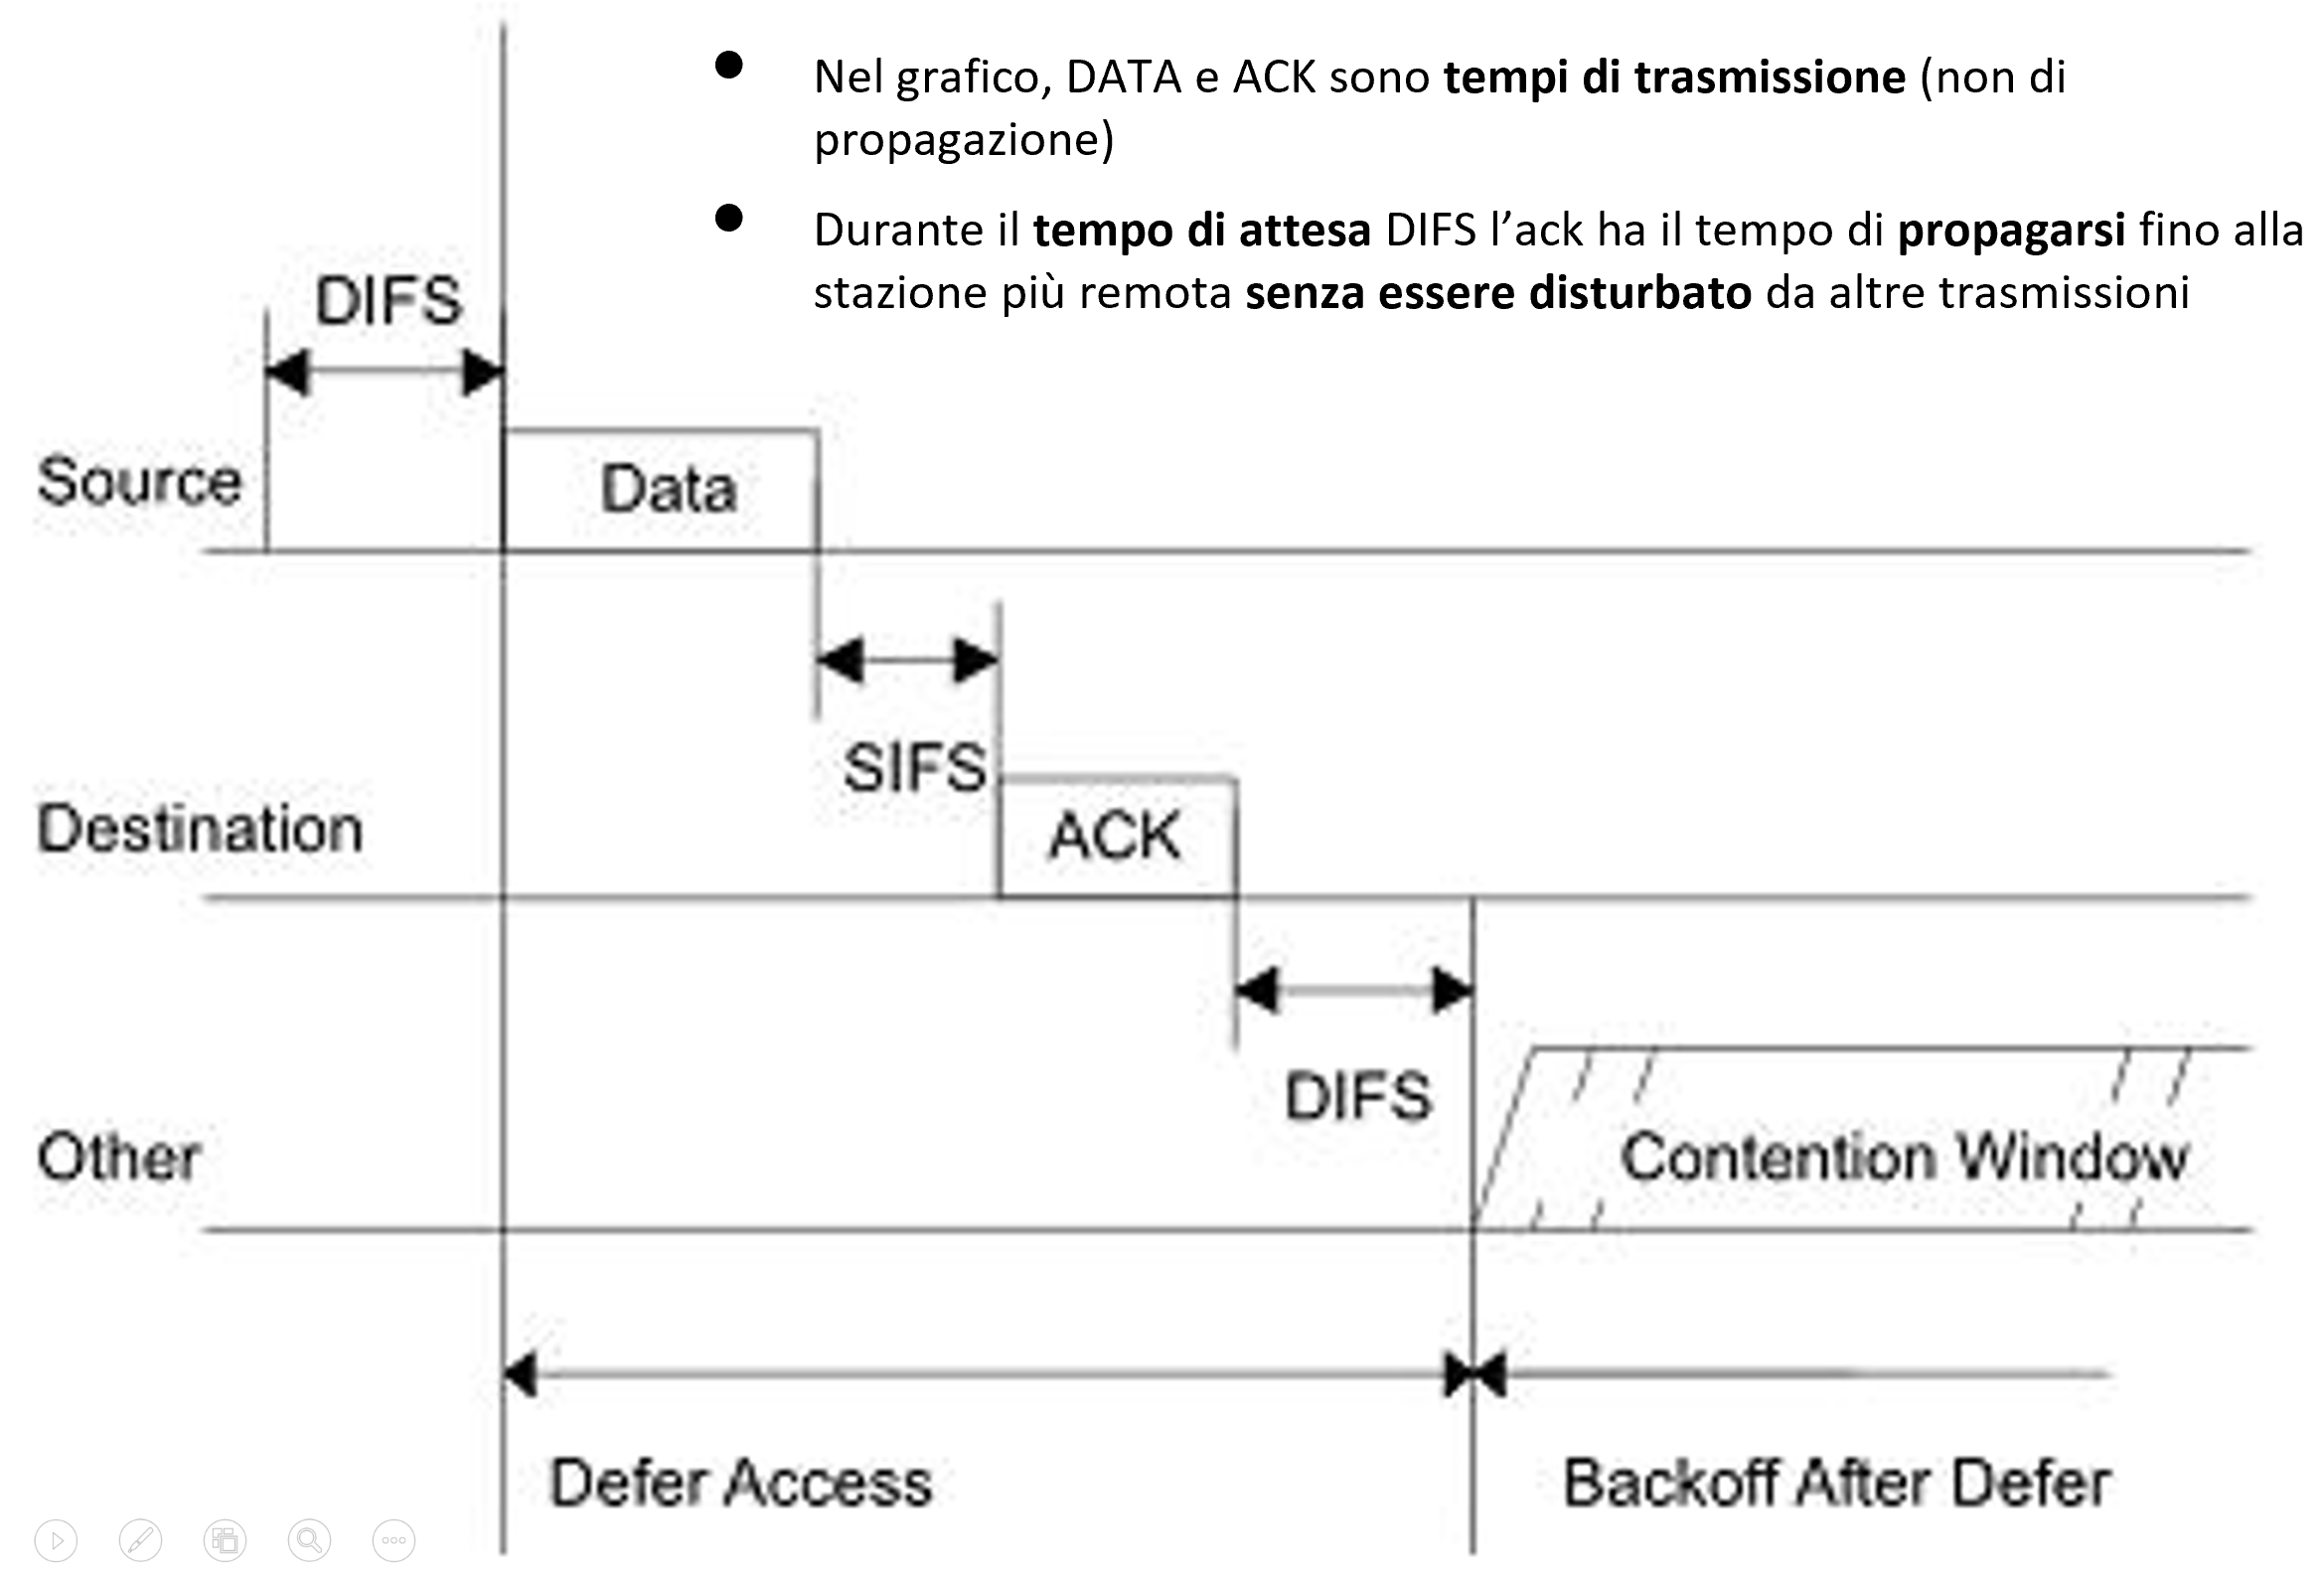 ● Nel grafico, DATA e ACK sono tempi di trasmissione (non di
propagazione)
● Durante il tempo di attesa DIFS l’ack ha il tempo di propagarsi fino alla
stazione più remota senza essere disturbato da altre trasmissioni
DIFS
Source
Data
SIFS
Destination
ACK
DIFS
Other
Contention Window
Defer Access
Backoff After Defer